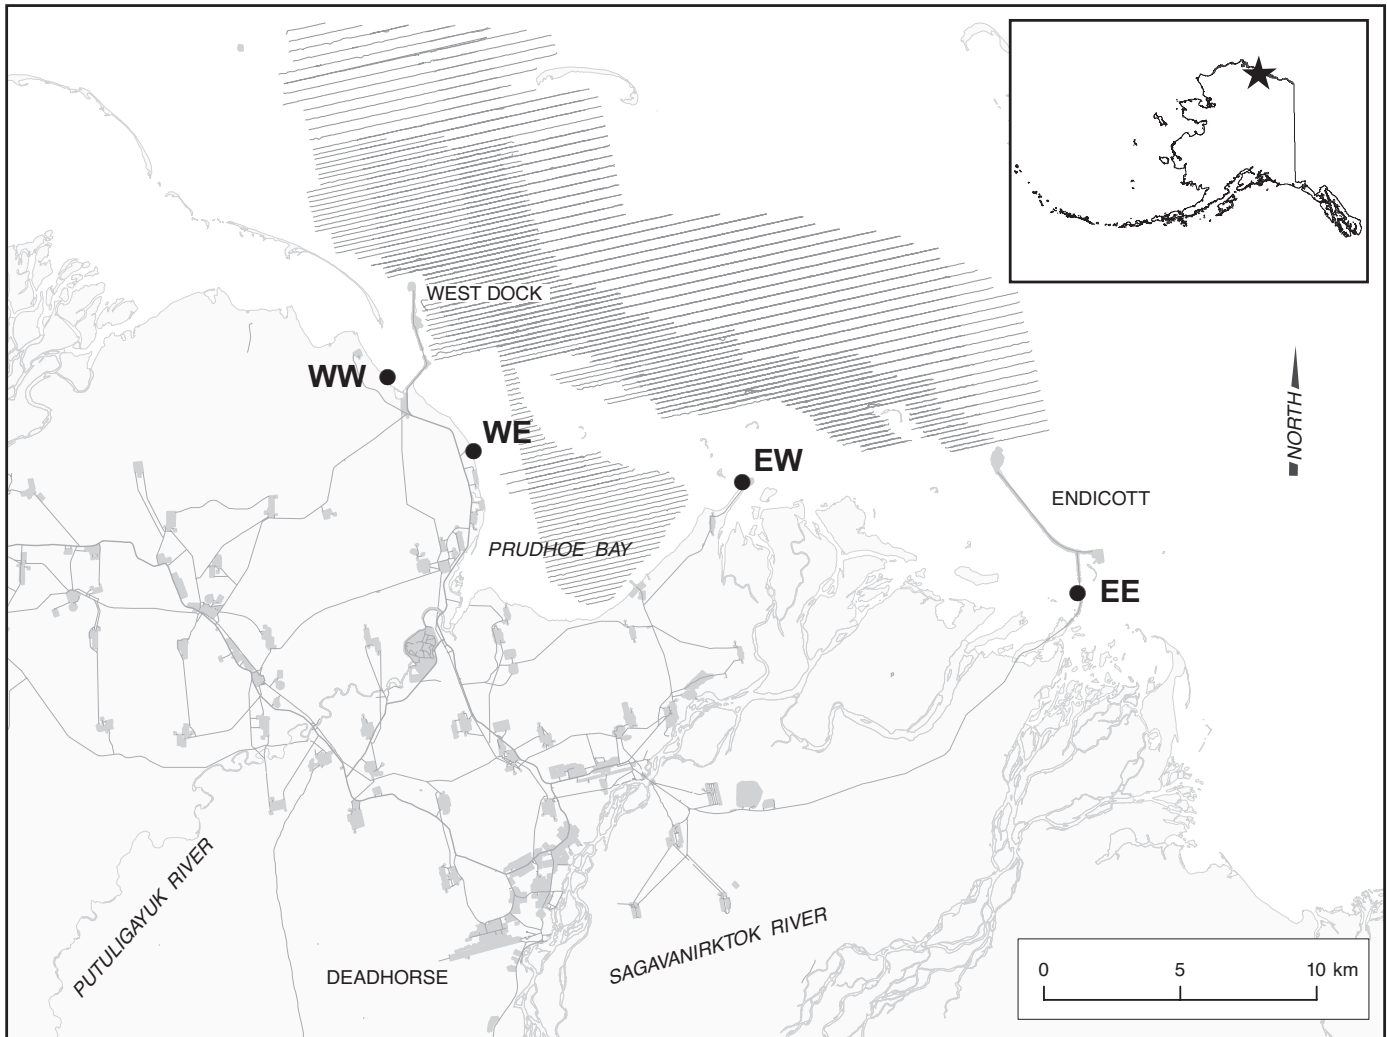 WEST DOCK
WW
WE
EW
NORTH
ENDICOTT
PRUDHOE BAY
EE
PUTULIGAYUK RIVER
SAGAVANIRKTOK RIVER
DEADHORSE
0 5 10 km